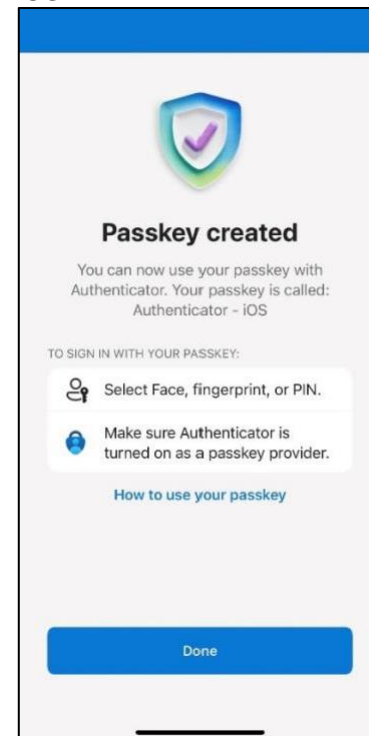 Passkey created
You can now use your passkey with
Authenticator. Your passkey is called:
Authenticator - iOS
TO SIGN IN WITH YOUR PASSKEY:
Select Face, fingerprint, or PIN.
Make sure Authenticator is
turned on as a passkey provider.
How to use your passkey
Done